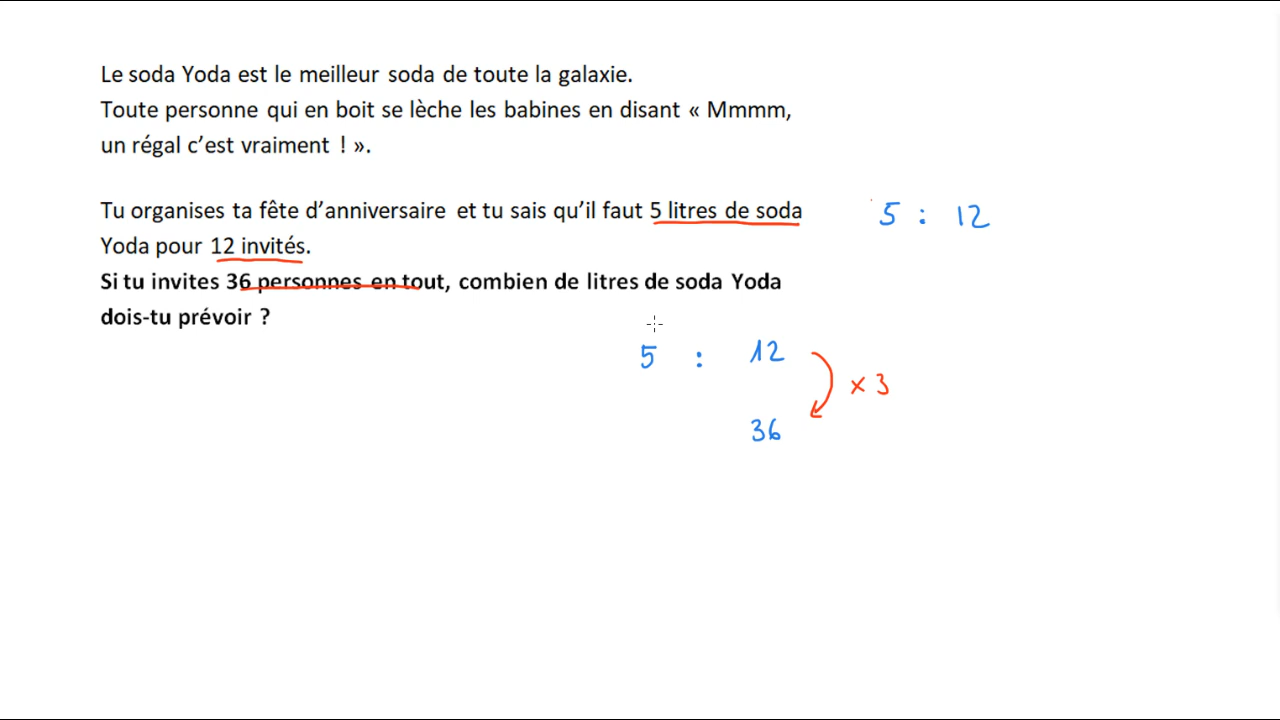 Le soda Yoda est le meilleur soda de toute la galaxie.
Toute personne qui en boit se lèche les babines en disant « Mmmm,
un régal c’est vraiment ! ».
Tu organises ta fête d’anniversaire et tu sais qu’il faut 5 litres de soda
Yoda pour 12 invités.
Si tu invites 36 personnes en tout, combien de litres de soda Yoda
dois-tu prévoir ?
5 : 12
5 : 12
× 3
36